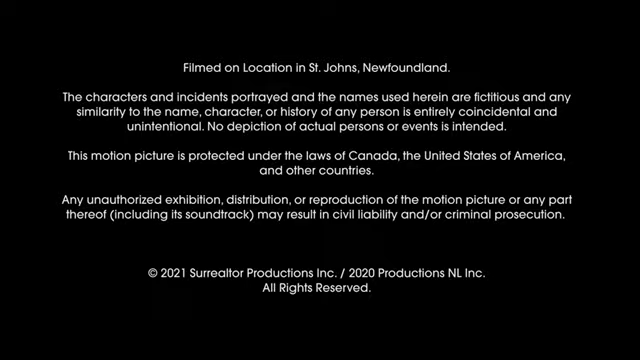 Filmed on Location in St. Johns, Newfoundland.
The characters and incidents portrayed and the names used herein are fictitious and any
similarity to the name, character, or history of any person is entirely coincidental and
unintentional. No depiction of actual persons or events is intended.
This motion picture is protected under the laws of Canada, the United States of America,
and other countries.
Any unauthorized exhibition, distribution, or reproduction of the motion picture or any part
thereof (including its soundtrack) may result in civil liability and/or criminal prosecution.
© 2021 Surrealtor Productions Inc. / 2020 Productions NL Inc.
All Rights Reserved.